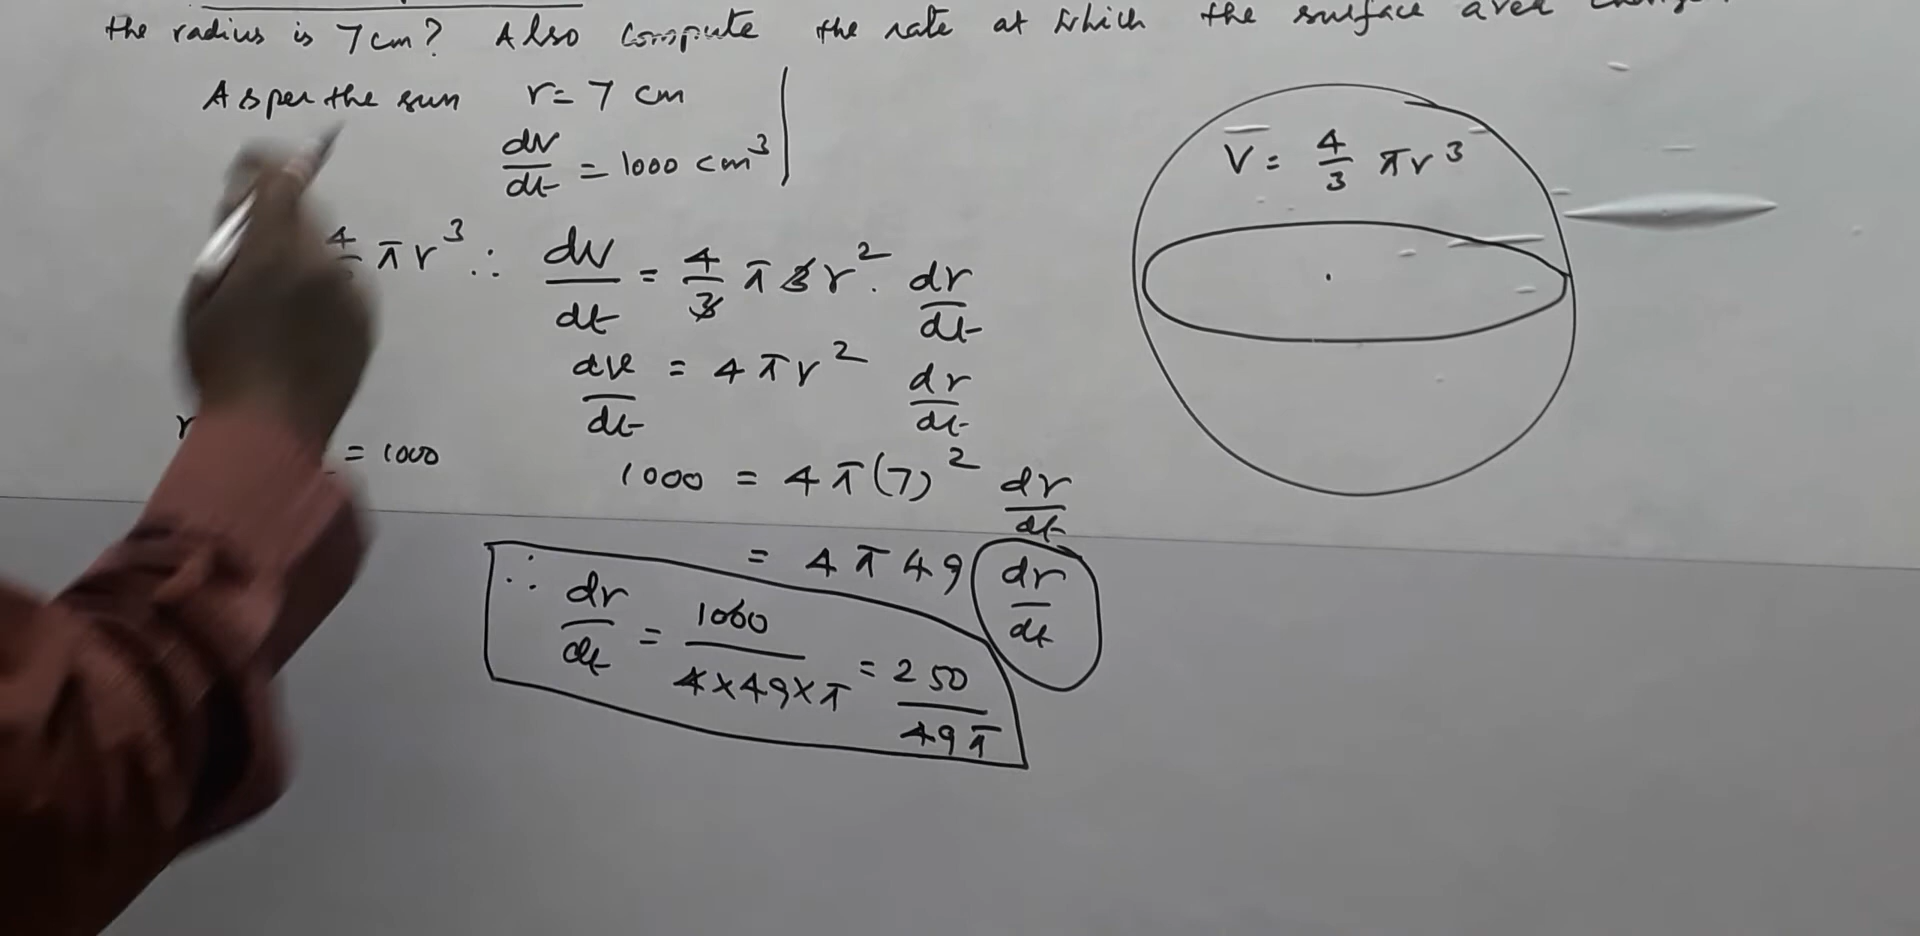 the radius is 7 cm? Also compute the rate at which the surface area
As per the sum r = 7 cm
dv/dt = 1000 cm³
V = 4/3 πr³
4 πr³ ∴ dv/dt = 4/3 π 3r². dr/dt
dv/dt = 4πr² dr/dt
r
= 1000
1000 = 4π(7)² dr/dt
= 4π49 dr/dt
∴ dr/dt = 1000/4×49×π = 250/49π